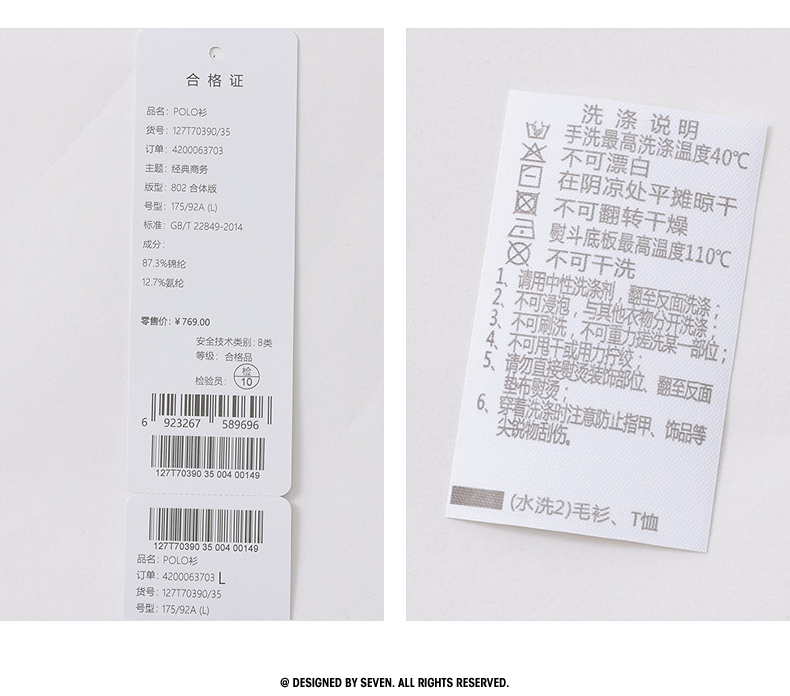 合格证
品名: POLO衫
货号: 127T70390/35
订单: 4200063703
主题: 经典商务
版型: 802 合体版
号型: 175/92A (L)
标准: GB/T 22849-2014
成分:
87.3%锦纶
12.7%氨纶
零售价: ¥769.00
安全技术类别: B类
等级: 合格品
检验员: 检 10
6 923267 589696
127T70390 35 004 00149
127T70390 35 004 00149
品名: POLO衫
订单: 4200063703 L
货号: 127T70390/35
号型: 175/92A (L)
洗涤说明
手洗最高洗涤温度40℃
不可漂白
在阴凉处平摊晾干
不可翻转干燥
熨斗底板最高温度110℃
不可干洗
1、请用中性洗涤剂，翻至反面洗涤；
2、不可浸泡，与其他衣物分开洗涤；
3、不可刷洗，不可重力搓洗某一部位；
4、不可甩干或用力拧绞；
5、请勿直接熨烫装饰部位、翻至反面
垫布熨烫；
6、穿着洗涤时注意防止指甲、饰品等
尖锐物刮伤。
(水洗2)毛衫、T恤
@ DESIGNED BY SEVEN. ALL RIGHTS RESERVED.